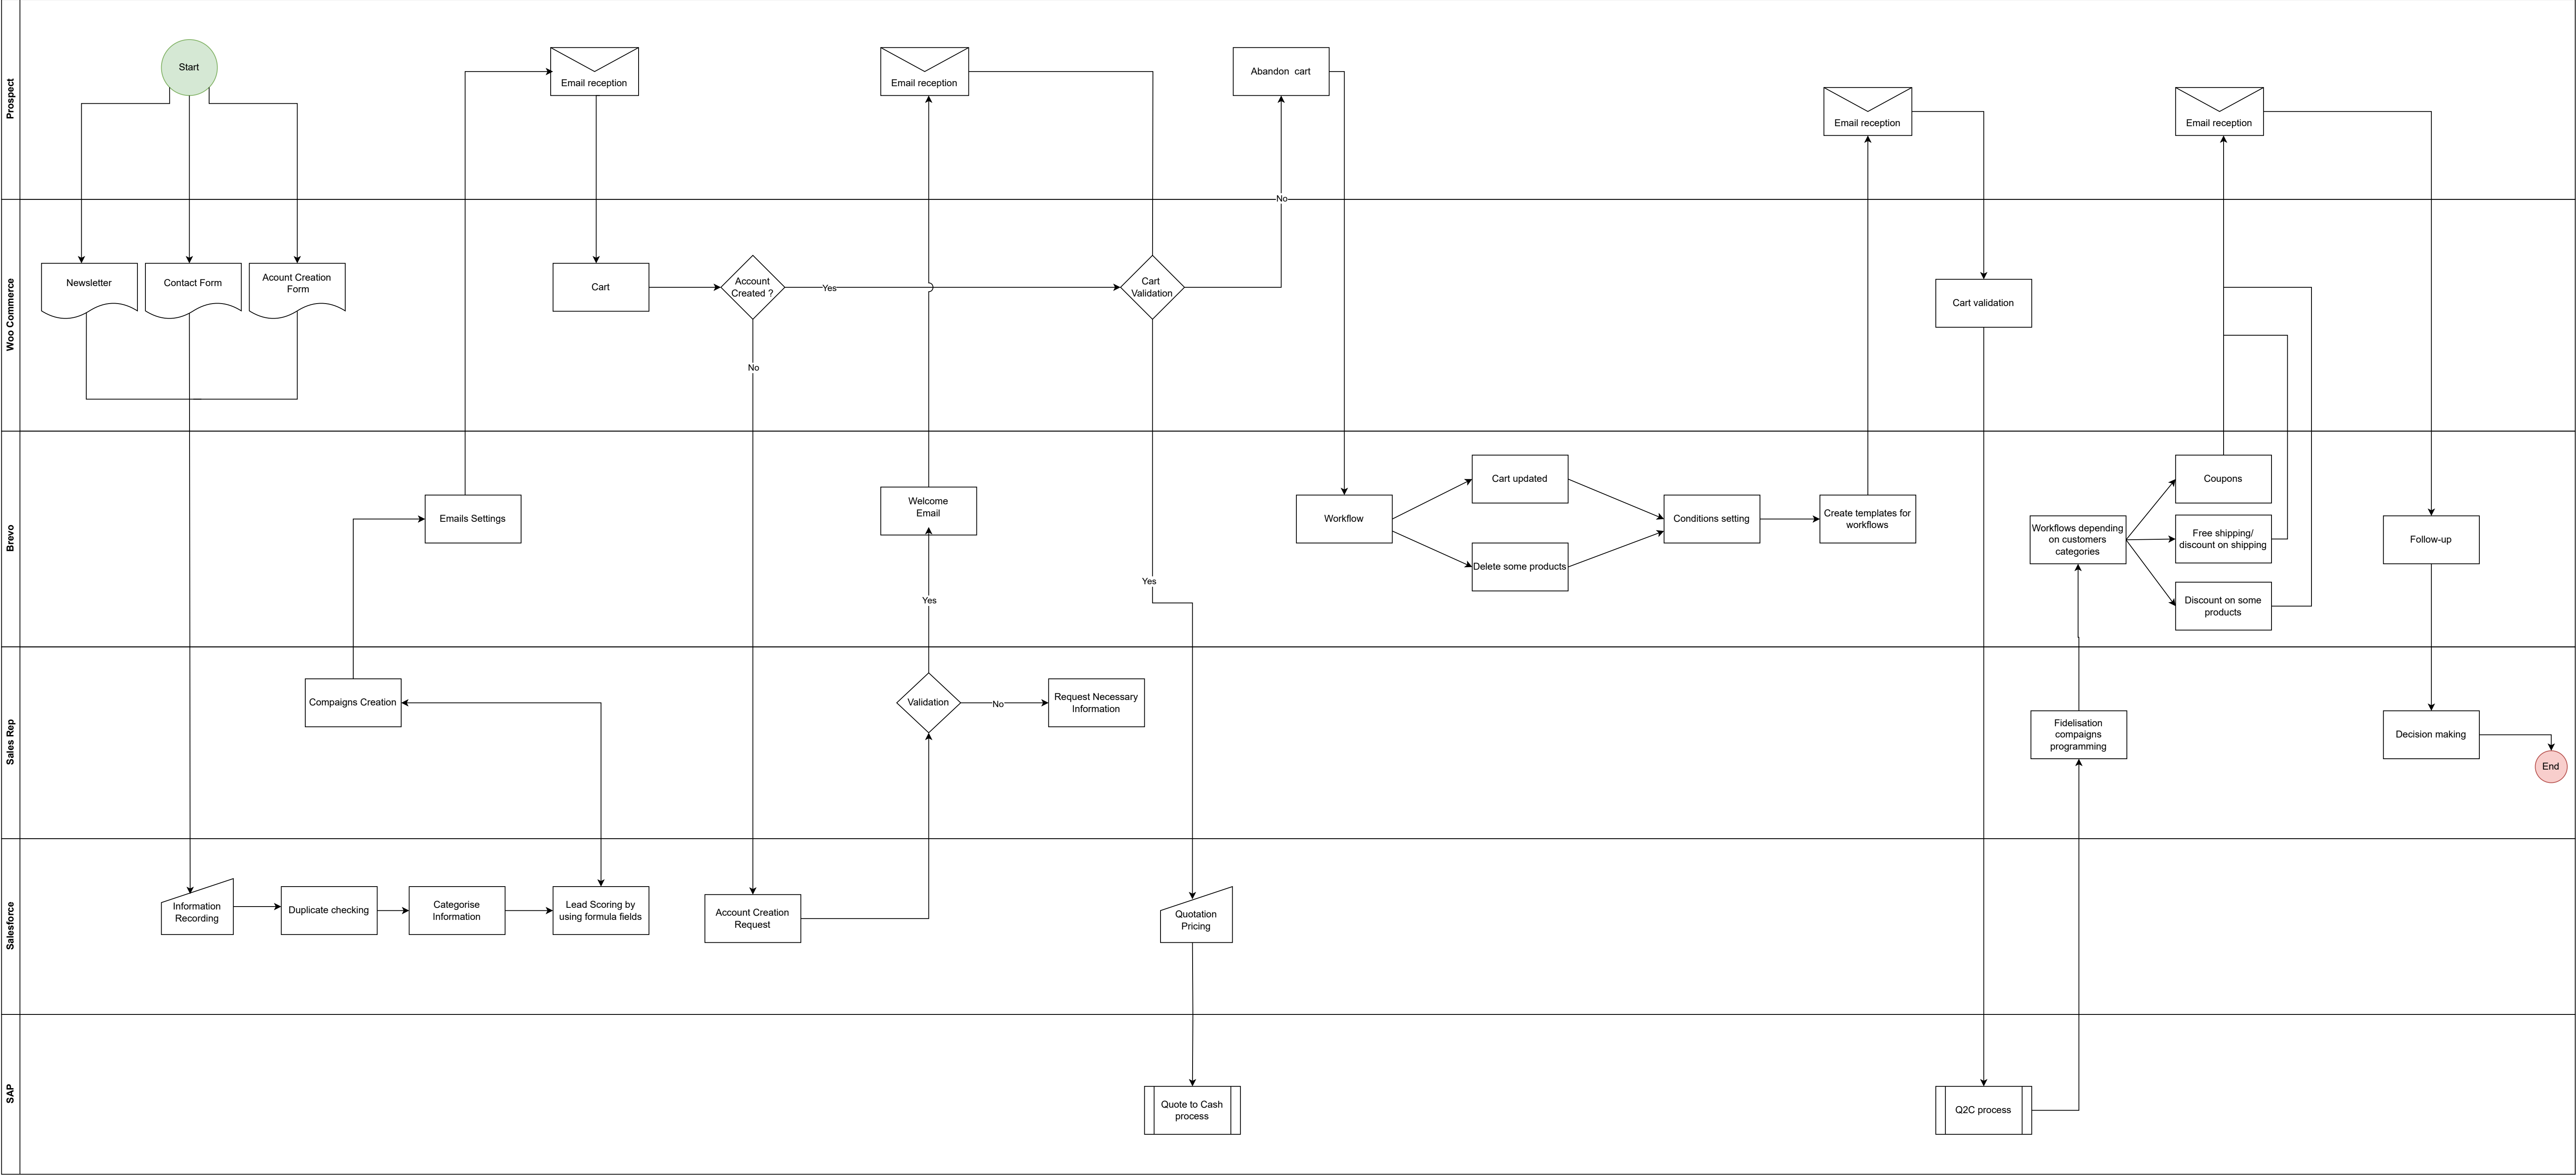 Prospect
Start
Email reception
Email reception
Abandon cart
Email reception
Email reception
No
Woo Commerce
Newsletter
Contact Form
Acount Creation
Form
Cart
Account
Created ?
Yes
Cart
Validation
Cart validation
No
Brevo
Emails Settings
Welcome
Email
Yes
Yes
Workflow
Cart updated
Delete some products
Conditions setting
Create templates for
workflows
Workflows depending
on customers
categories
Coupons
Free shipping/
discount on shipping
Discount on some
products
Follow-up
Sales Rep
Compaigns Creation
Validation
No
Request Necessary
Information
Fidelisation
compaigns
programming
Decision making
End
Salesforce
Information
Recording
Duplicate checking
Categorise
Information
Lead Scoring by
using formula fields
Account Creation
Request
Quotation
Pricing
SAP
Quote to Cash
process
Q2C process